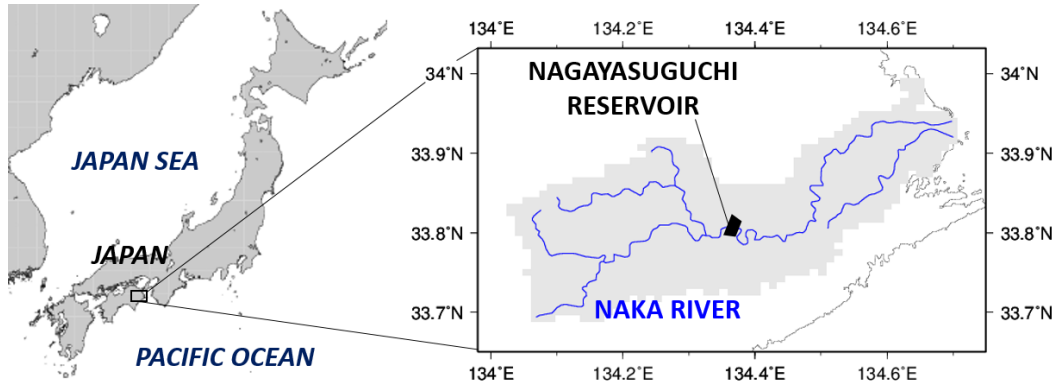 134°E 134.2°E 134.4°E 134.6°E
34°N 34°N
33.9°N 33.9°N
33.8°N 33.8°N
33.7°N 33.7°N
134°E 134.2°E 134.4°E 134.6°E
NAGAYASUGUCHI
RESERVOIR
NAKA RIVER
JAPAN SEA
JAPAN
PACIFIC OCEAN